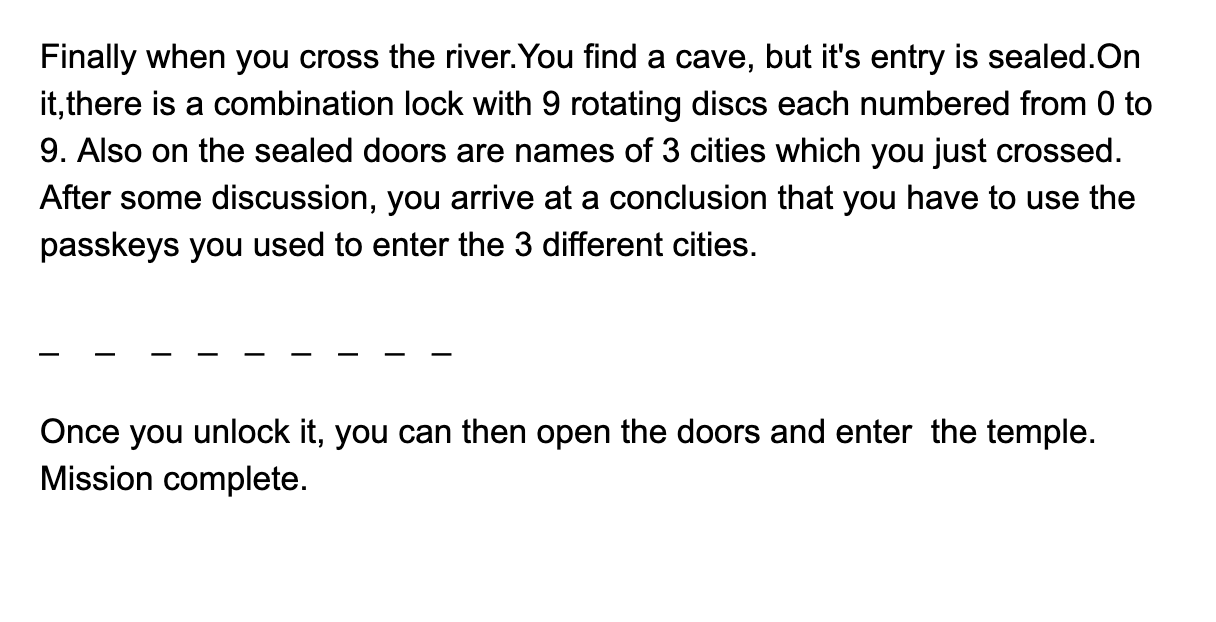 Finally when you cross the river.You find a cave, but it's entry is sealed.On
it,there is a combination lock with 9 rotating discs each numbered from 0 to
9. Also on the sealed doors are names of 3 cities which you just crossed.
After some discussion, you arrive at a conclusion that you have to use the
passkeys you used to enter the 3 different cities.
_ _ _ _ _ _ _ _ _
Once you unlock it, you can then open the doors and enter  the temple.
Mission complete.